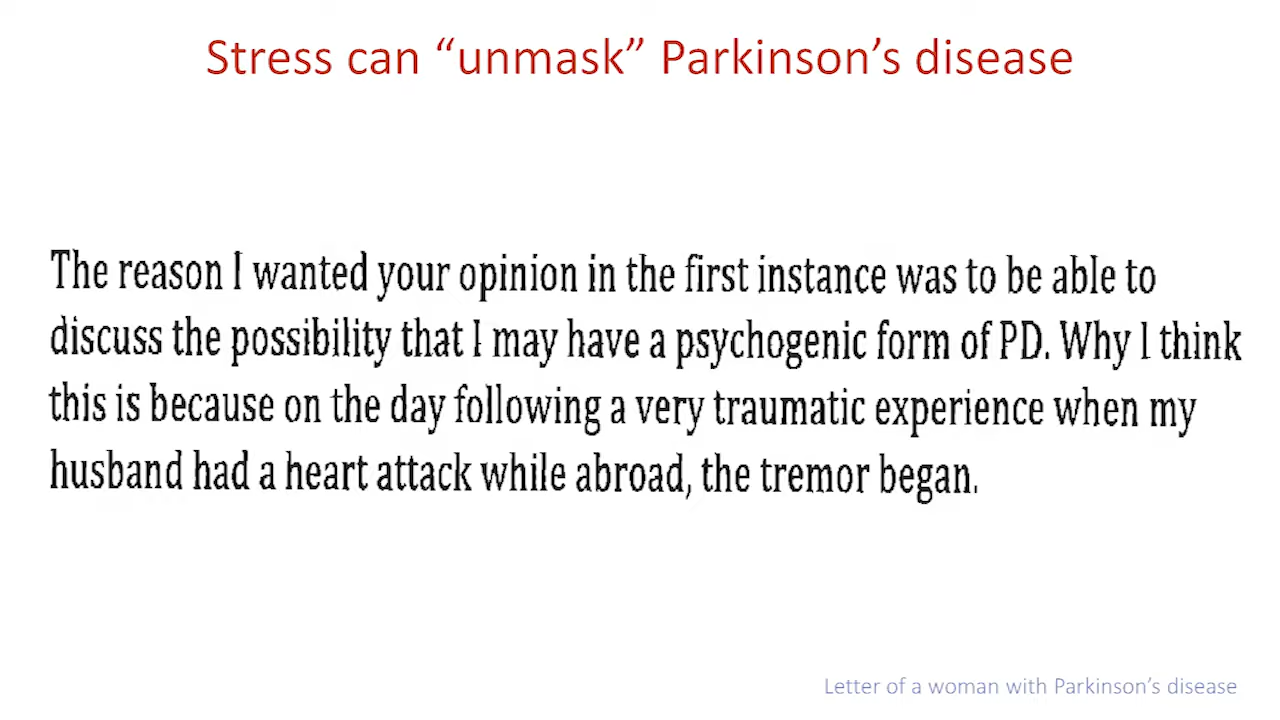 Stress can “unmask” Parkinson’s disease
The reason I wanted your opinion in the first instance was to be able to
discuss the possibility that I may have a psychogenic form of PD. Why I think
this is because on the day following a very traumatic experience when my
husband had a heart attack while abroad, the tremor began.
Letter of a woman with Parkinson’s disease